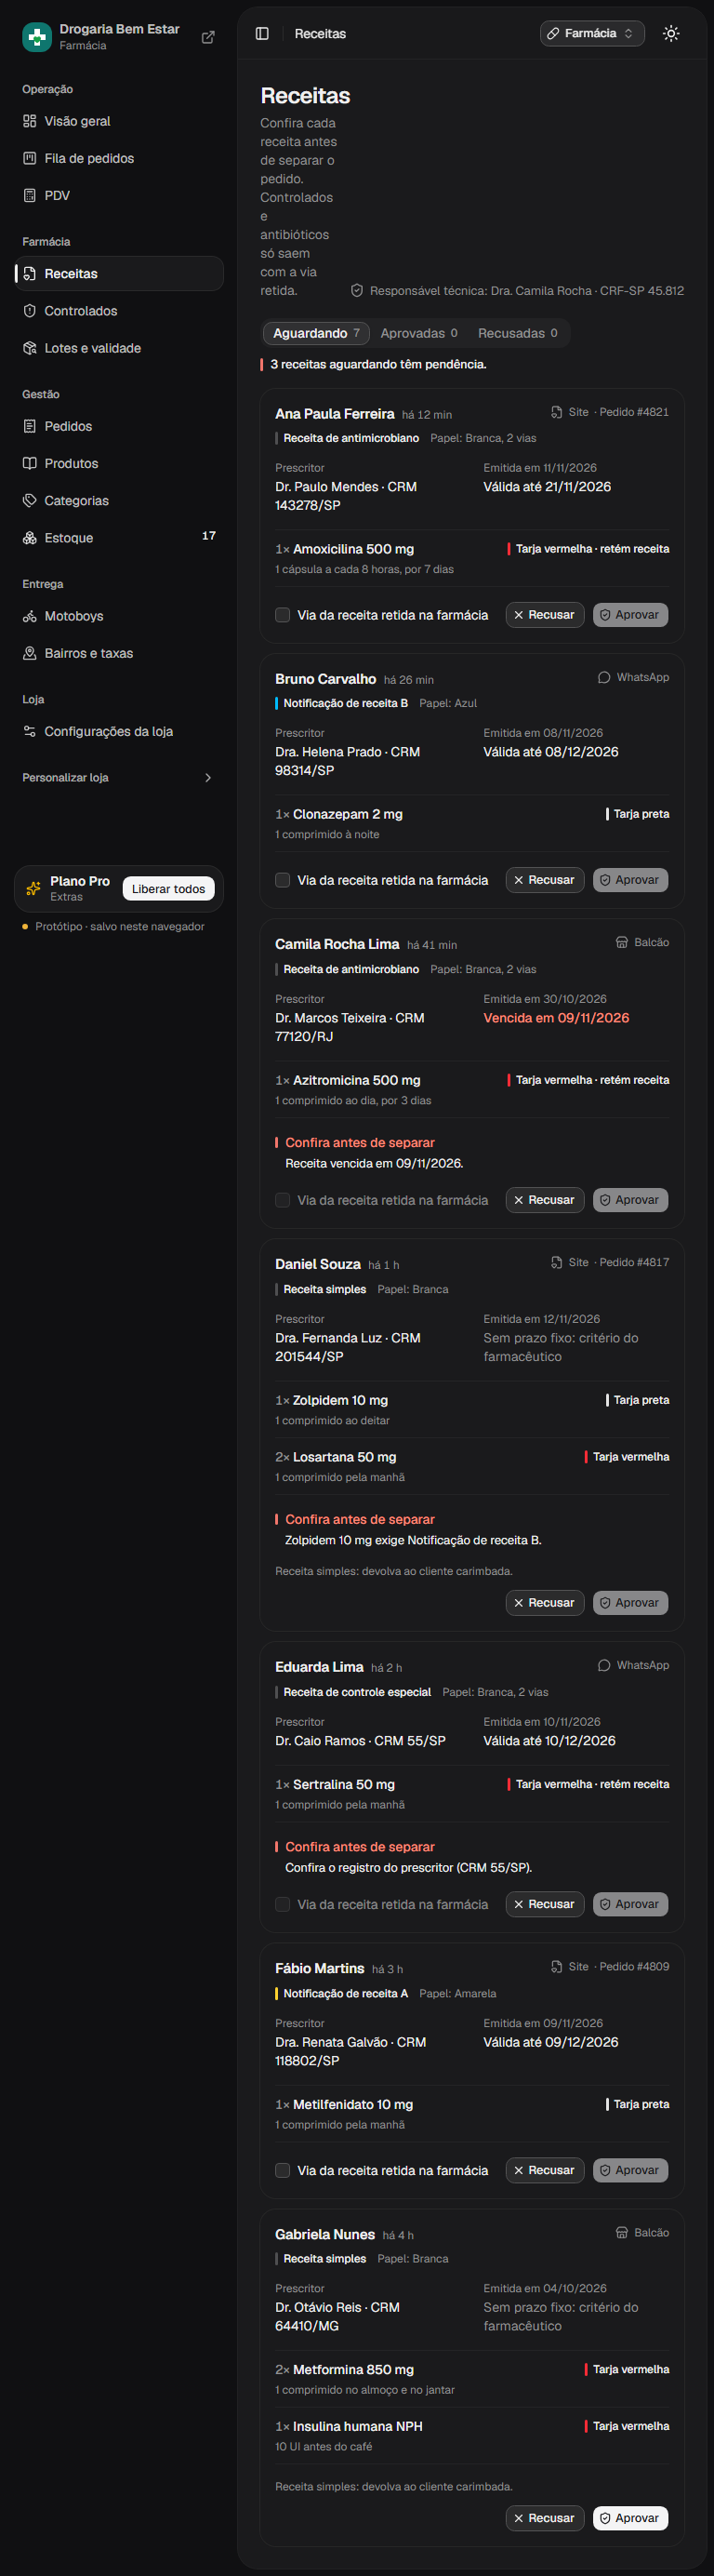 Drogaria Bem Estar
Farmácia
Operação
Visão geral
Fila de pedidos
PDV
Farmácia
Receitas
Controlados
Lotes e validade
Gestão
Pedidos
Produtos
Categorias
Estoque 17
Entrega
Motoboys
Bairros e taxas
Loja
Configurações da loja
Personalizar loja
Plano Pro
Extras
Liberar todos
Protótipo · salvo neste navegador
Receitas
Farmácia
Receitas
Confira cada
receita antes
de separar o
pedido.
Controlados
e
antibióticos
só saem
com a via
retida.
Responsável técnica: Dra. Camila Rocha · CRF-SP 45.812
Aguardando 7 Aprovadas 0 Recusadas 0
3 receitas aguardando têm pendência.
Ana Paula Ferreira há 12 min Site · Pedido #4821
Receita de antimicrobiano Papel: Branca, 2 vias
Prescritor Emitida em 11/11/2026
Dr. Paulo Mendes · CRM Válida até 21/11/2026
143278/SP
1× Amoxicilina 500 mg Tarja vermelha · retém receita
1 cápsula a cada 8 horas, por 7 dias
Via da receita retida na farmácia Recusar Aprovar
Bruno Carvalho há 26 min WhatsApp
Notificação de receita B Papel: Azul
Prescritor Emitida em 08/11/2026
Dra. Helena Prado · CRM Válida até 08/12/2026
98314/SP
1× Clonazepam 2 mg Tarja preta
1 comprimido à noite
Via da receita retida na farmácia Recusar Aprovar
Camila Rocha Lima há 41 min Balcão
Receita de antimicrobiano Papel: Branca, 2 vias
Prescritor Emitida em 30/10/2026
Dr. Marcos Teixeira · CRM Vencida em 09/11/2026
77120/RJ
1× Azitromicina 500 mg Tarja vermelha · retém receita
1 comprimido ao dia, por 3 dias
Confira antes de separar
Receita vencida em 09/11/2026.
Via da receita retida na farmácia Recusar Aprovar
Daniel Souza há 1 h Site · Pedido #4817
Receita simples Papel: Branca
Prescritor Emitida em 12/11/2026
Dra. Fernanda Luz · CRM Sem prazo fixo: critério do
201544/SP farmacêutico
1× Zolpidem 10 mg Tarja preta
1 comprimido ao deitar
2× Losartana 50 mg Tarja vermelha
1 comprimido pela manhã
Confira antes de separar
Zolpidem 10 mg exige Notificação de receita B.
Receita simples: devolva ao cliente carimbada.
Recusar Aprovar
Eduarda Lima há 2 h WhatsApp
Receita de controle especial Papel: Branca, 2 vias
Prescritor Emitida em 10/11/2026
Dr. Caio Ramos · CRM 55/SP Válida até 10/12/2026
1× Sertralina 50 mg Tarja vermelha · retém receita
1 comprimido pela manhã
Confira antes de separar
Confira o registro do prescritor (CRM 55/SP).
Via da receita retida na farmácia Recusar Aprovar
Fábio Martins há 3 h Site · Pedido #4809
Notificação de receita A Papel: Amarela
Prescritor Emitida em 09/11/2026
Dra. Renata Galvão · CRM Válida até 09/12/2026
118802/SP
1× Metilfenidato 10 mg Tarja preta
1 comprimido pela manhã
Via da receita retida na farmácia Recusar Aprovar
Gabriela Nunes há 4 h Balcão
Receita simples Papel: Branca
Prescritor Emitida em 04/10/2026
Dr. Otávio Reis · CRM Sem prazo fixo: critério do
64410/MG farmacêutico
2× Metformina 850 mg Tarja vermelha
1 comprimido no almoço e no jantar
1× Insulina humana NPH Tarja vermelha
10 UI antes do café
Receita simples: devolva ao cliente carimbada.
Recusar Aprovar